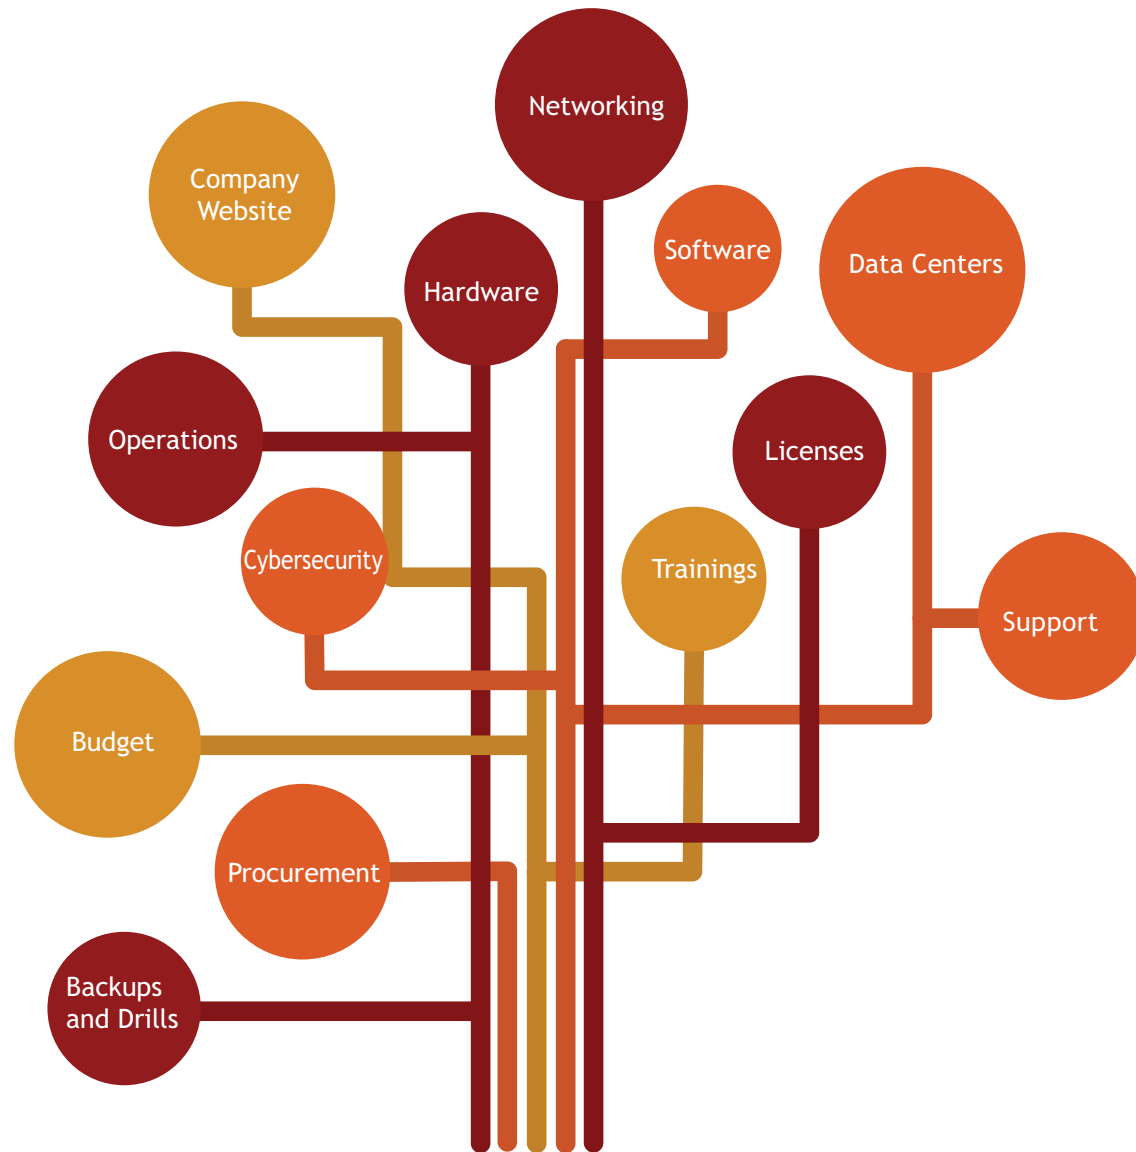 Networking
Company
Website
Software
Data Centers
Hardware
Operations
Licenses
Cybersecurity
Trainings
Support
Budget
Procurement
Backups
and Drills